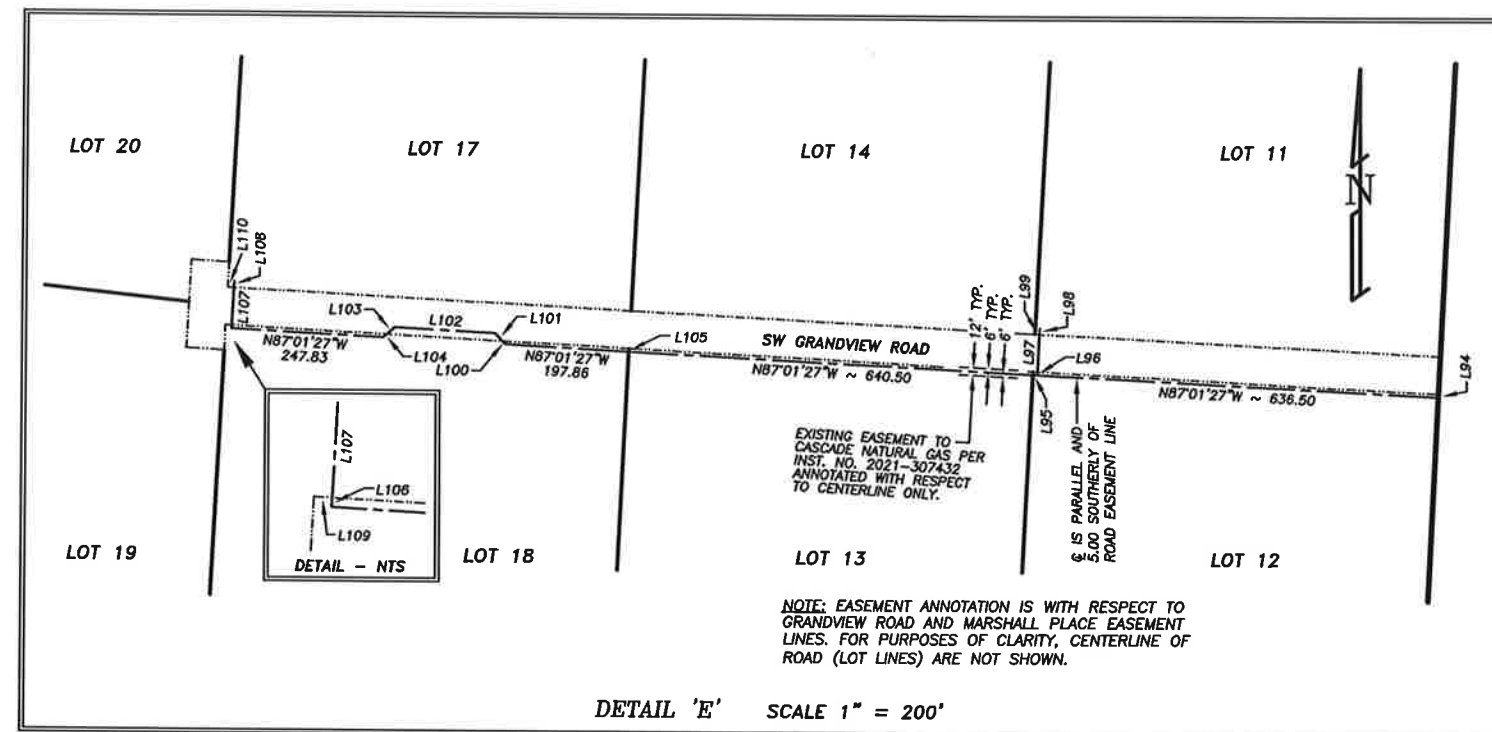 LOT 20
LOT 17
LOT 14
LOT 11
N
L110
L108
L107
L103
L102
L101
N87°01'27"W
247.83
L104
L100
N87°01'27"W
197.86
L105
SW GRANDVIEW ROAD
12' TYP.
6' TYP.
6' TYP.
L99
L98
L97
L96
L95
L94
N87°01'27"W ~ 640.50
N87°01'27"W ~ 636.50
EXISTING EASEMENT TO
CASCADE NATURAL GAS PER
INST. NO. 2021-307432
ANNOTATED WITH RESPECT
TO CENTERLINE ONLY.
℄ IS PARALLEL AND
5.00 SOUTHERLY OF
ROAD EASEMENT LINE
L107
L106
L109
DETAIL - NTS
LOT 19
LOT 18
LOT 13
LOT 12
NOTE: EASEMENT ANNOTATION IS WITH RESPECT TO
GRANDVIEW ROAD AND MARSHALL PLACE EASEMENT
LINES. FOR PURPOSES OF CLARITY, CENTERLINE OF
ROAD (LOT LINES) ARE NOT SHOWN.
DETAIL 'E' SCALE 1" = 200'